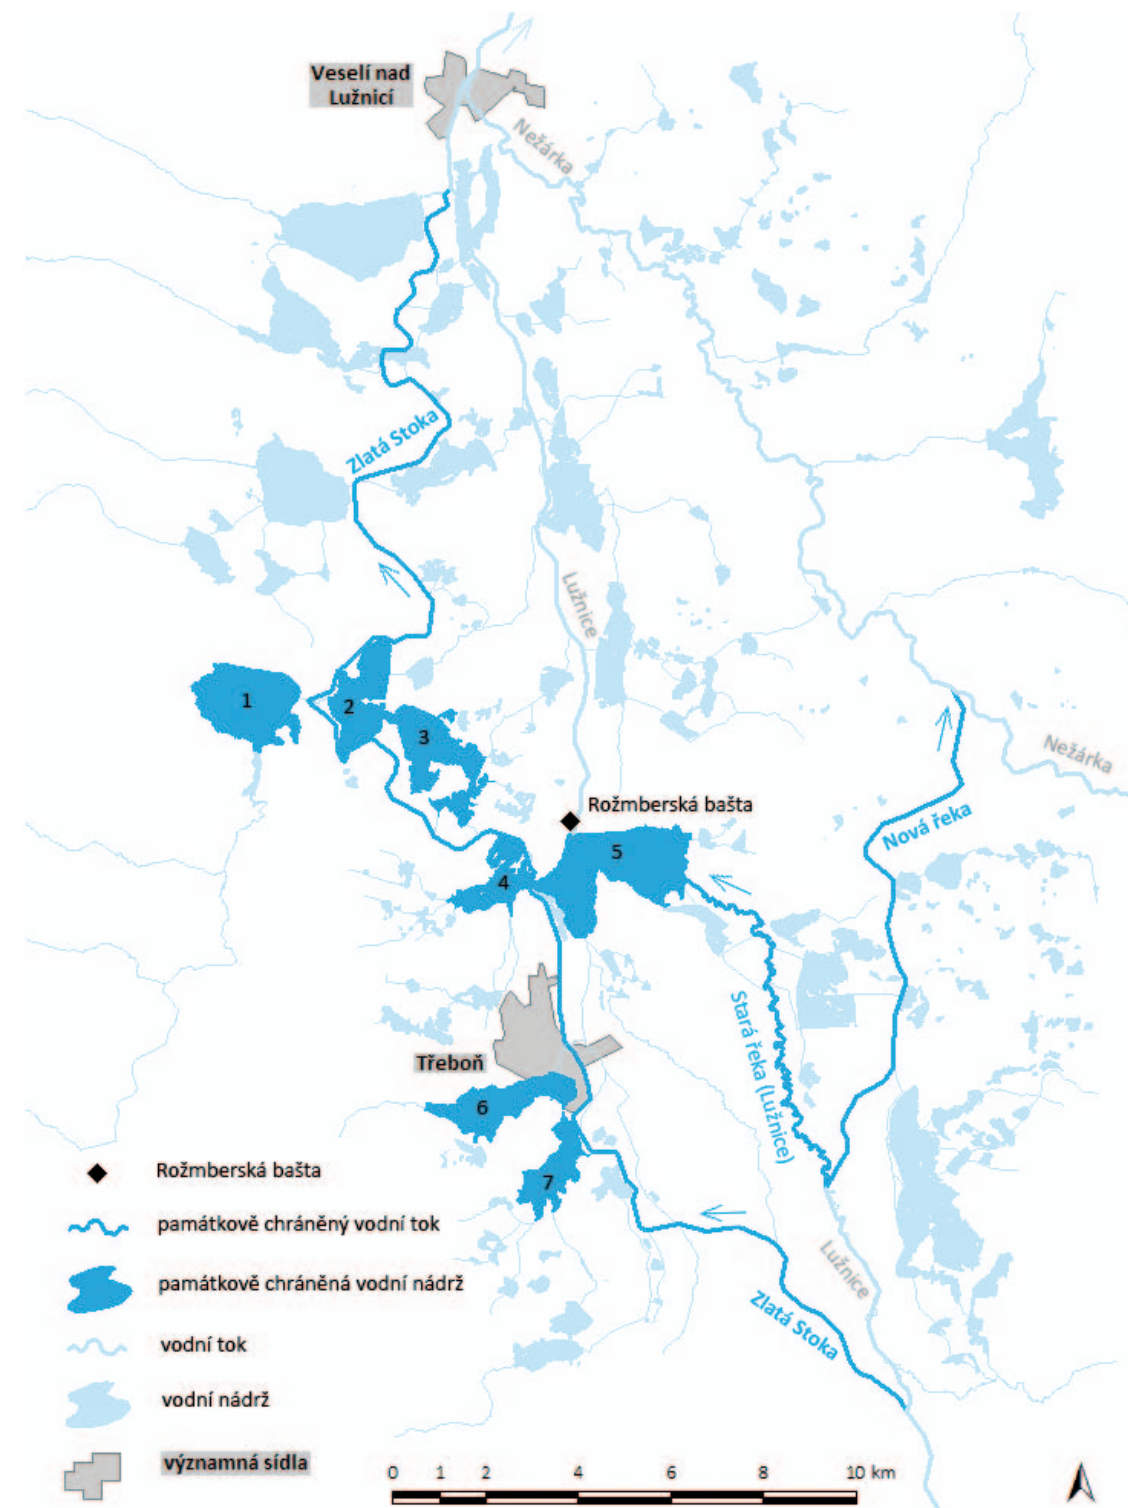 Veselí nad
Lužnicí
Nežárka
Zlatá Stoka
Lužnice
1
2
3
Nežárka
Rožmberská bašta
Nová řeka
5
4
Stará řeka (Lužnice)
Třeboň
6
7
Rožmberská bašta
památkově chráněný vodní tok
Lužnice
památkově chráněná vodní nádrž
Zlatá Stoka
vodní tok
vodní nádrž
významná sídla
0 1 2 4 6 8 10 km